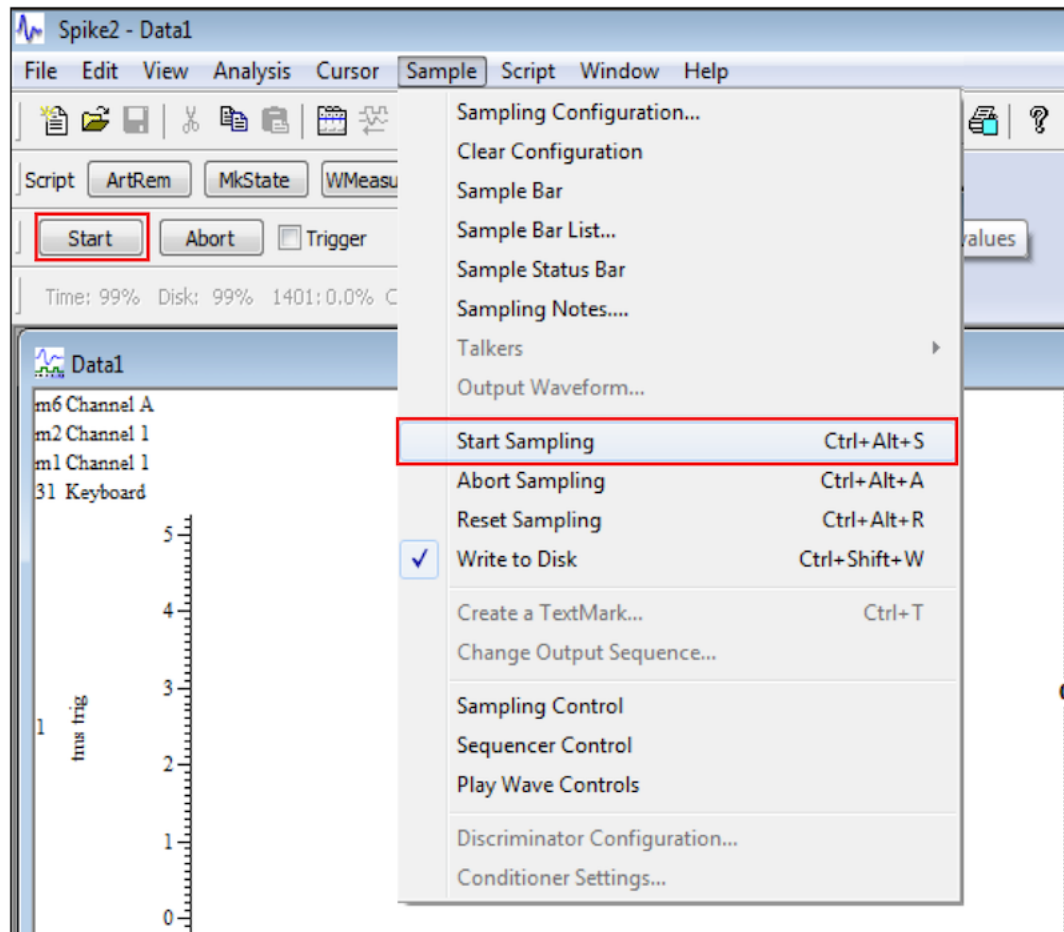 Spike2 - Data1
File Edit View Analysis Cursor Sample Script Window Help
Script ArtRem MkState WMeasu
Start Abort Trigger
values
Time: 99% Disk: 99% 1401: 0.0% C
Sampling Configuration...
Clear Configuration
Sample Bar
Sample Bar List...
Sample Status Bar
Sampling Notes....
Talkers
Output Waveform...
Start Sampling Ctrl+Alt+S
Abort Sampling Ctrl+Alt+A
Reset Sampling Ctrl+Alt+R
Write to Disk Ctrl+Shift+W
Create a TextMark... Ctrl+T
Change Output Sequence...
Sampling Control
Sequencer Control
Play Wave Controls
Discriminator Configuration...
Conditioner Settings...
Data1
m6 Channel A
m2 Channel 1
m1 Channel 1
31 Keyboard
5
4
3
1 tms trig
2
1
0